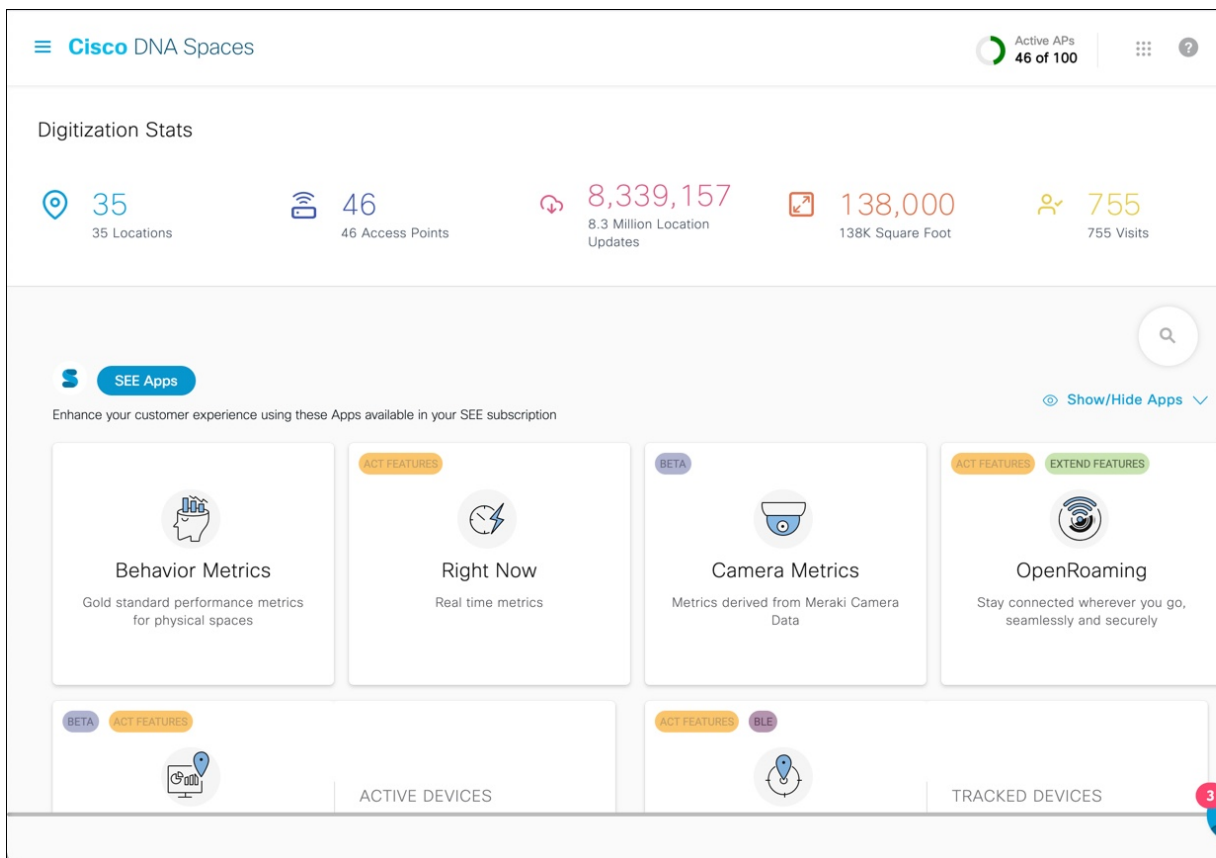 Cisco DNA Spaces
Active APs
46 of 100
?
Digitization Stats
35
35 Locations
46
46 Access Points
8,339,157
8.3 Million Location
Updates
138,000
138K Square Foot
755
755 Visits
SEE Apps
Enhance your customer experience using these Apps available in your SEE subscription
Show/Hide Apps
Behavior Metrics
Gold standard performance metrics
for physical spaces
ACT FEATURES
Right Now
Real time metrics
BETA
Camera Metrics
Metrics derived from Meraki Camera
Data
ACT FEATURES EXTEND FEATURES
OpenRoaming
Stay connected wherever you go,
seamlessly and securely
BETA ACT FEATURES
ACTIVE DEVICES
ACT FEATURES BLE
TRACKED DEVICES
3